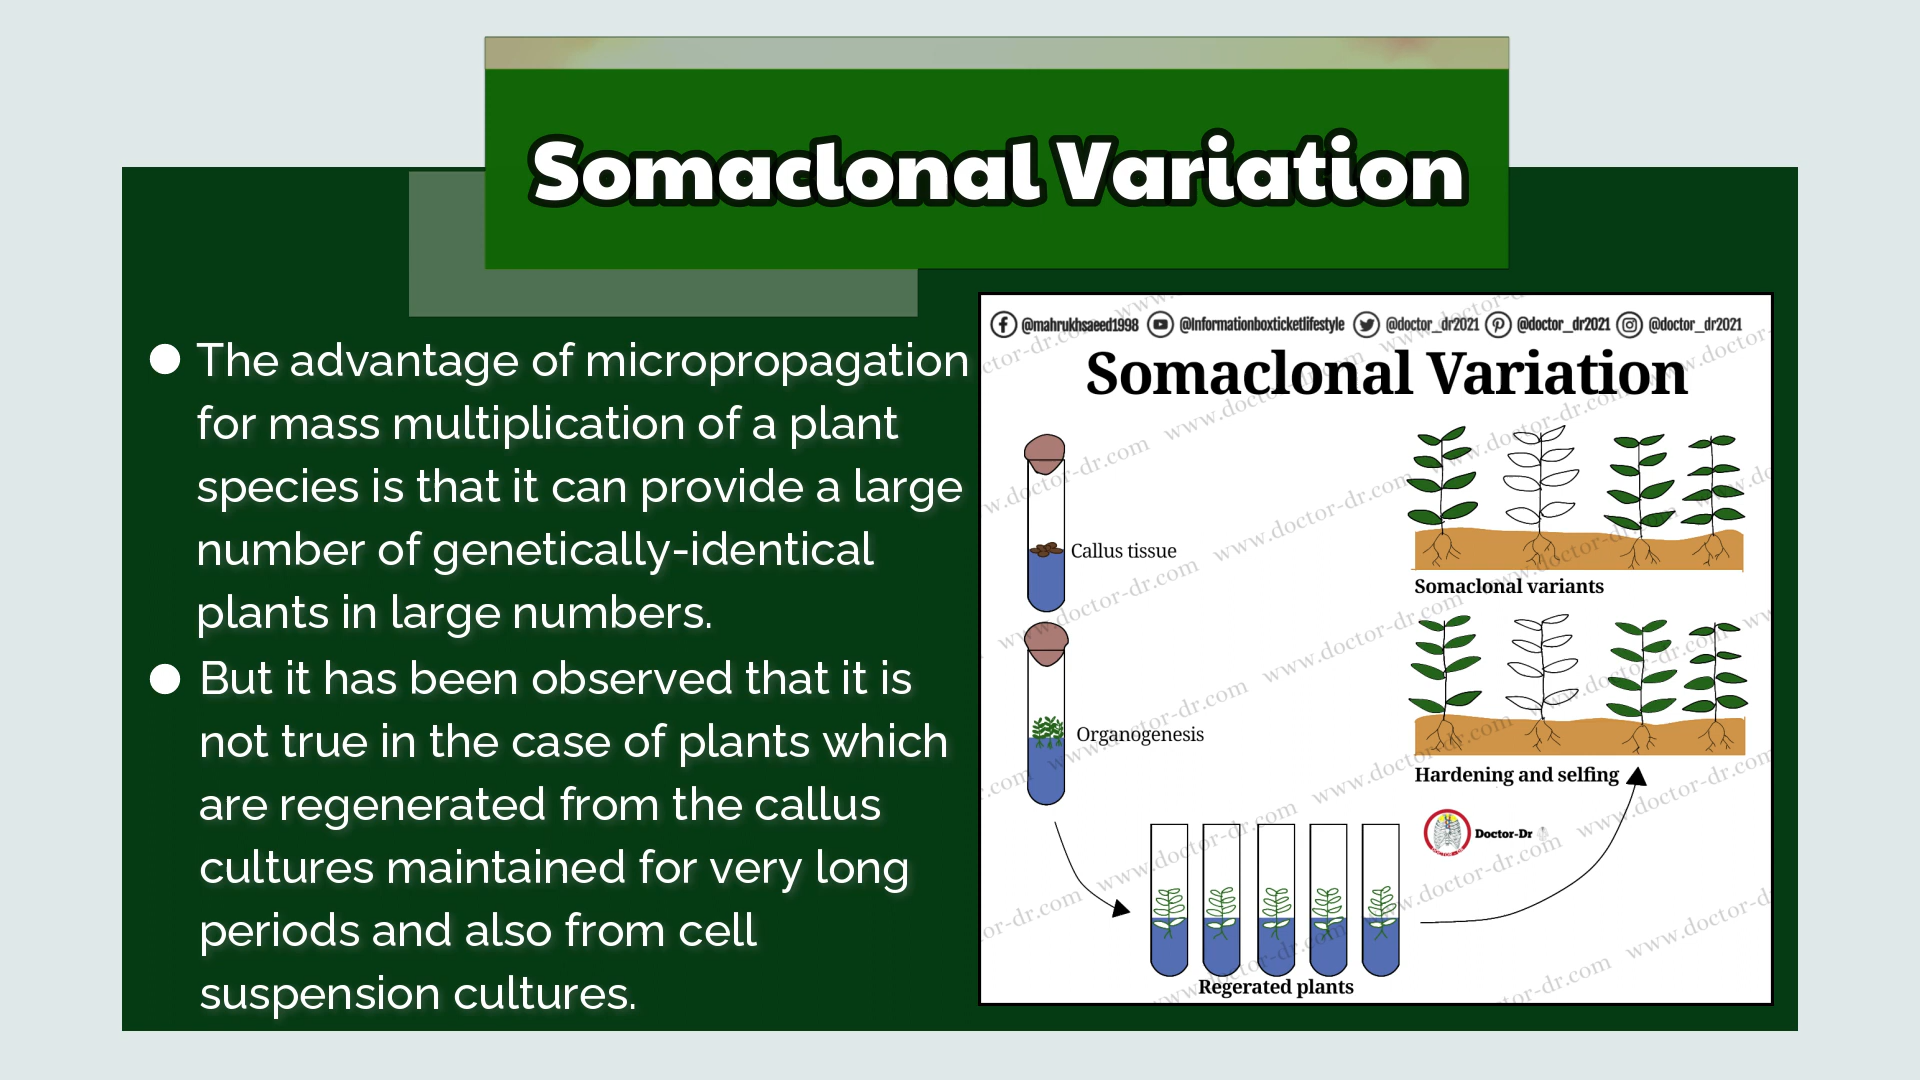 Somaclonal Variation
● The advantage of micropropagation
for mass multiplication of a plant
species is that it can provide a large
number of genetically-identical
plants in large numbers.
● But it has been observed that it is
not true in the case of plants which
are regenerated from the callus
cultures maintained for very long
periods and also from cell
suspension cultures.
@mahrukhsaeed1998 @Informationboxticketlifestyle @doctor_dr2021 @doctor_dr2021 @doctor_dr2021
Somaclonal Variation
Callus tissue
Somaclonal variants
Organogenesis
Hardening and selfing
Doctor-Dr
Regerated plants
www.doctor-dr.com